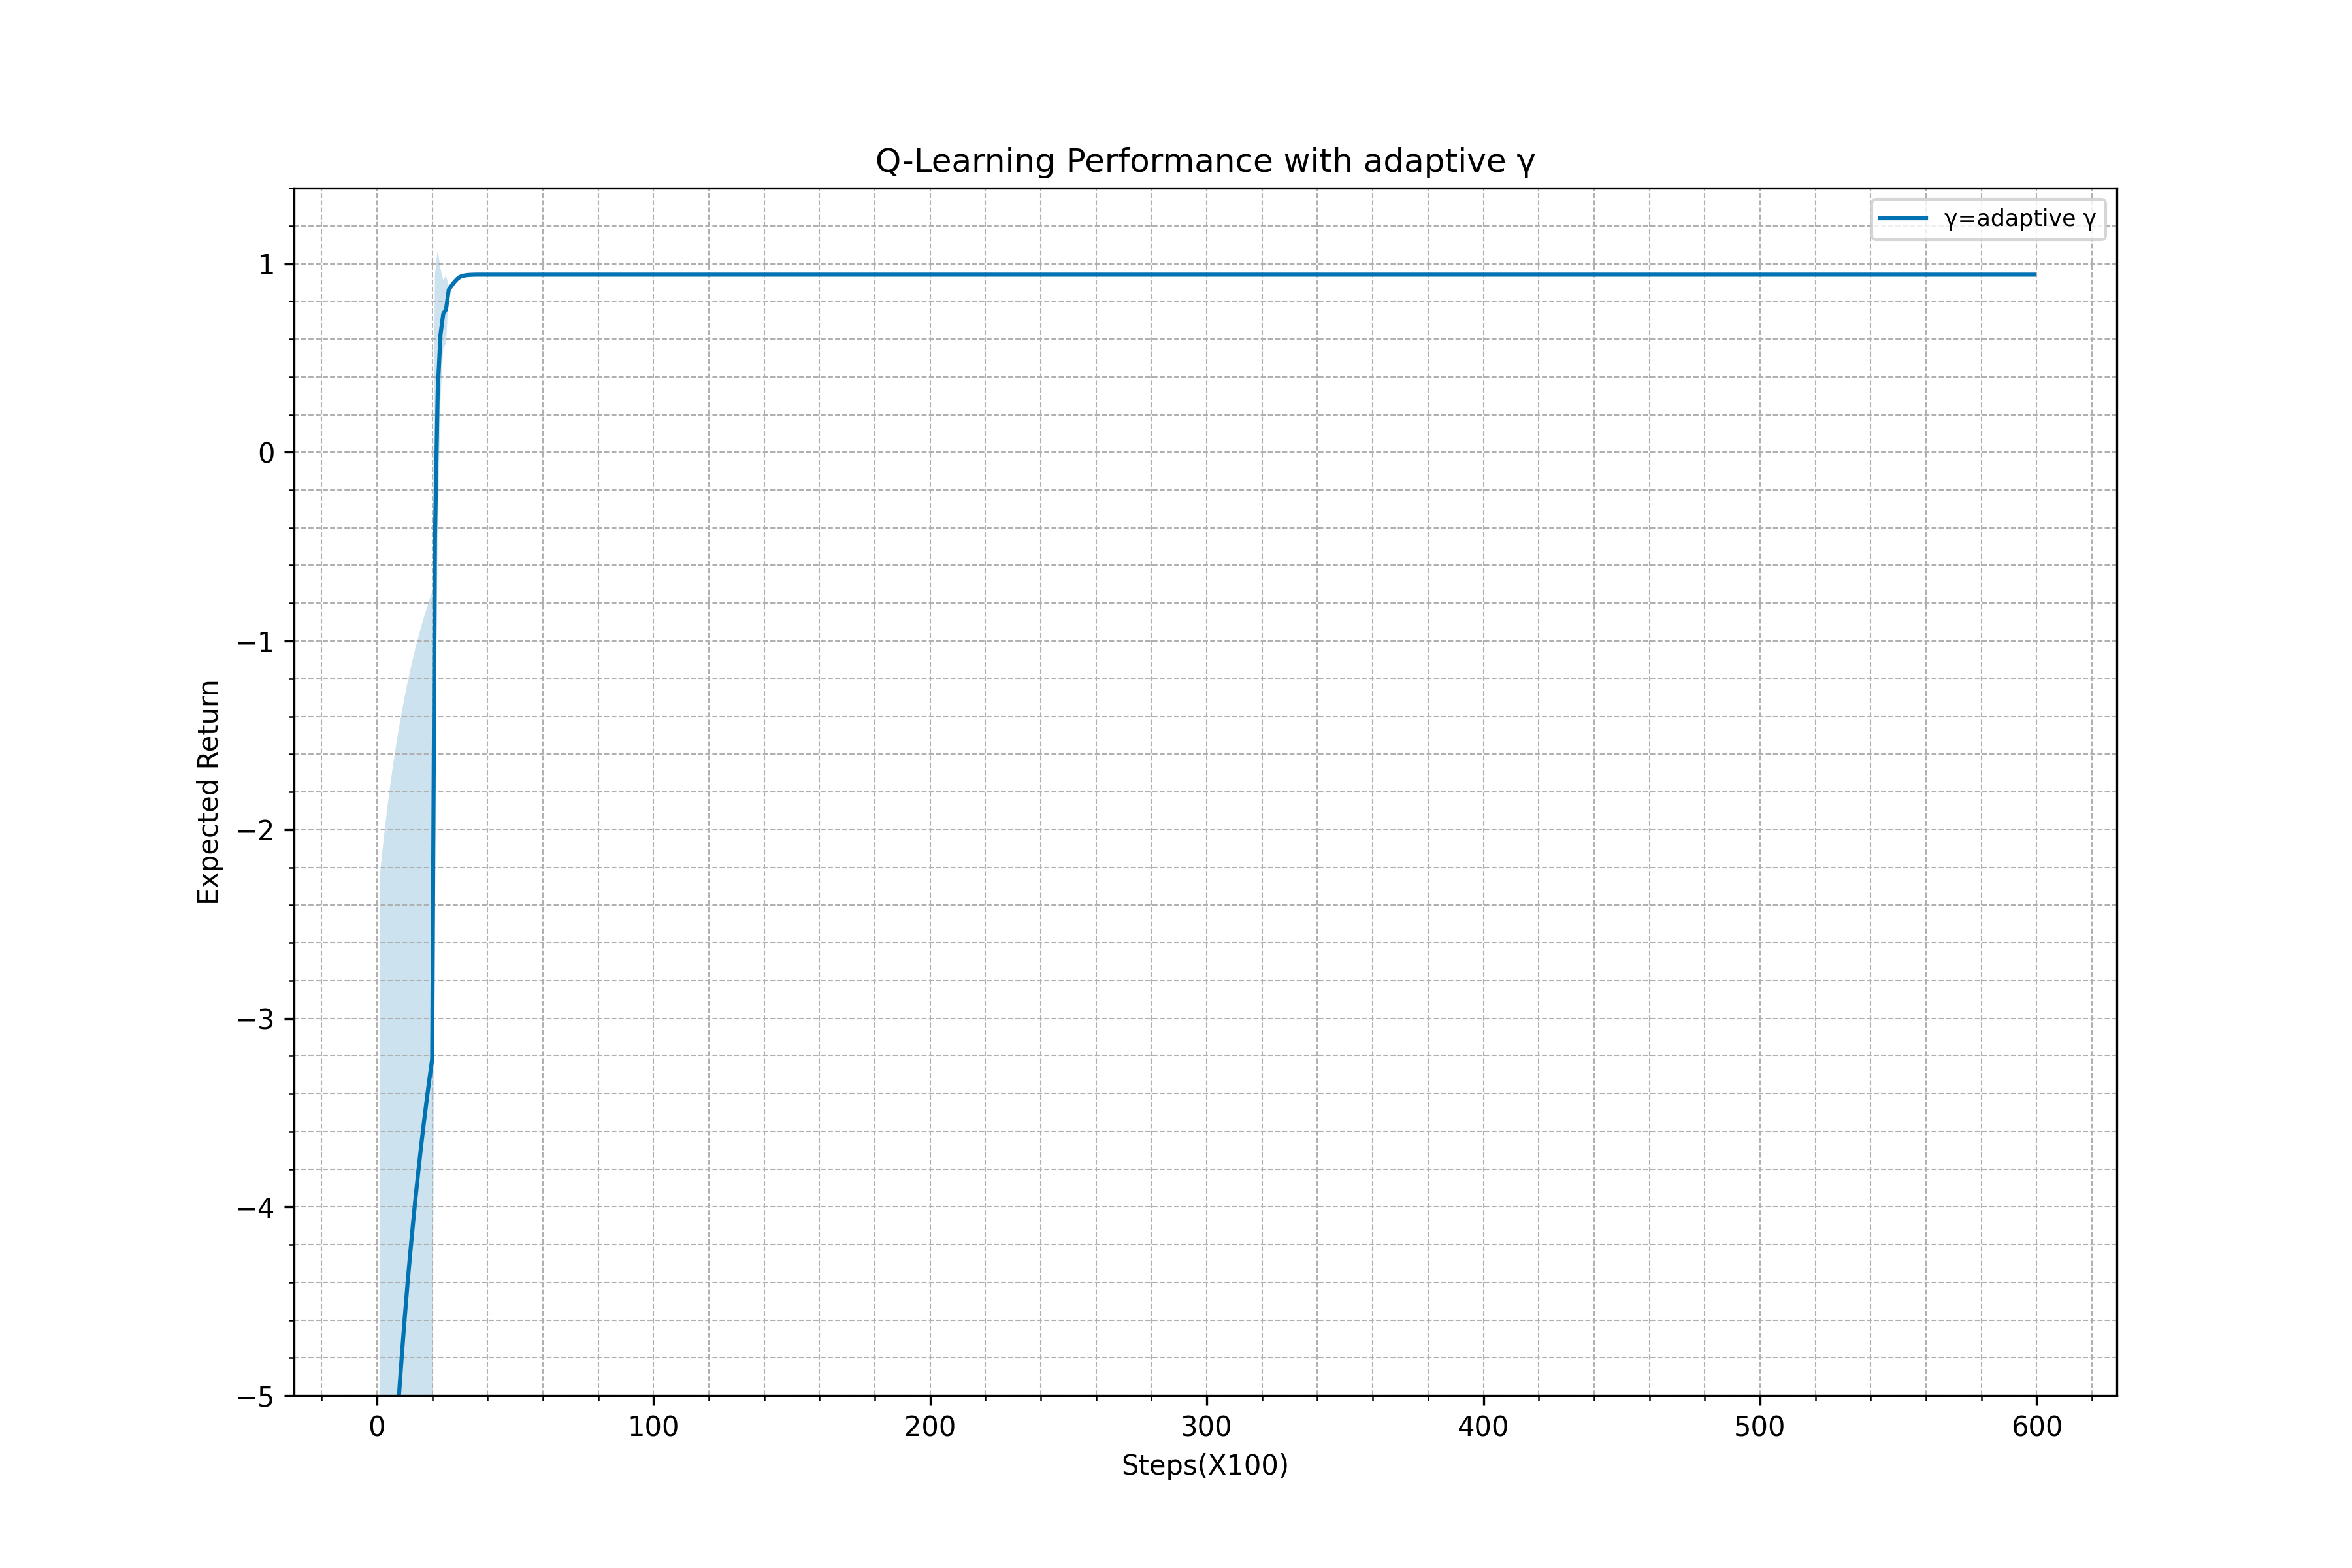 Q-Learning Performance with adaptive γ
γ=adaptive γ
1
0
−1
−2
−3
−4
−5
Expected Return
0 100 200 300 400 500 600
Steps(X100)